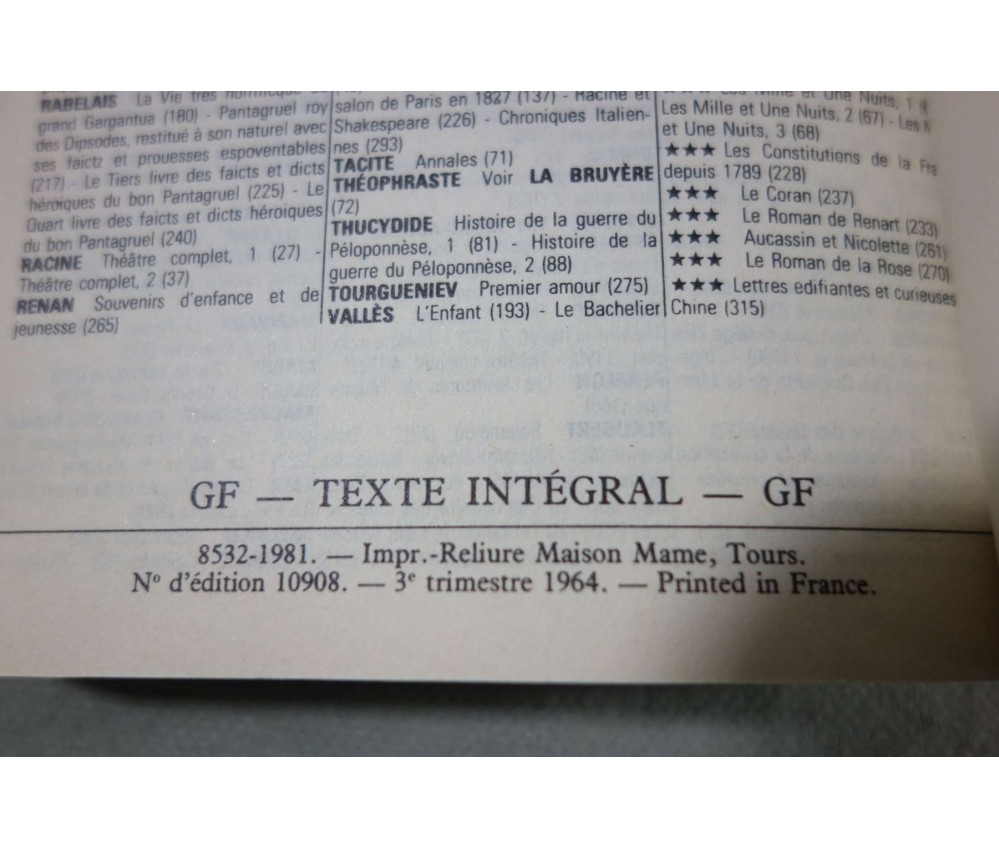 RABELAIS La Vie très horrificque du
grand Gargantua (180) - Pantagruel roy
des Dipsodes, restitué à son naturel avec
ses faictz et prouesses espoventables
(217) - Le Tiers livre des faicts et dicts
héroïques du bon Pantagruel (225) - Le
Quart livre des faicts et dicts héroiques
du bon Pantagruel (240)
RACINE Théâtre complet, 1 (27) -
Théâtre complet, 2 (37)
RENAN Souvenirs d'enfance et de
jeunesse (265)
salon de Paris en 1827 (137) - Racine et
Shakespeare (226) - Chroniques Italien-
nes (293)
TACITE Annales (71)
THÉOPHRASTE Voir LA BRUYÈRE
(72)
THUCYDIDE Histoire de la guerre du
Péloponnèse, 1 (81) - Histoire de la
guerre du Péloponnèse, 2 (88)
TOURGUENIEV Premier amour (275)
VALLÈS L'Enfant (193) - Le Bachelier
★★★ Les Mille et Une Nuits, 1
Les Mille et Une Nuits, 2 (67) - Les
et Une Nuits, 3 (68)
★★★ Les Constitutions de la Fra
depuis 1789 (228)
★★★ Le Coran (237)
★★★ Le Roman de Renart (233)
★★★ Aucassin et Nicolette (261)
★★★ Le Roman de la Rose (270)
★★★ Lettres edifiantes et curieuses
Chine (315)
GF — TEXTE INTÉGRAL — GF
8532-1981. — Impr.-Reliure Maison Mame, Tours.
N° d'édition 10908. — 3e trimestre 1964. — Printed in France.